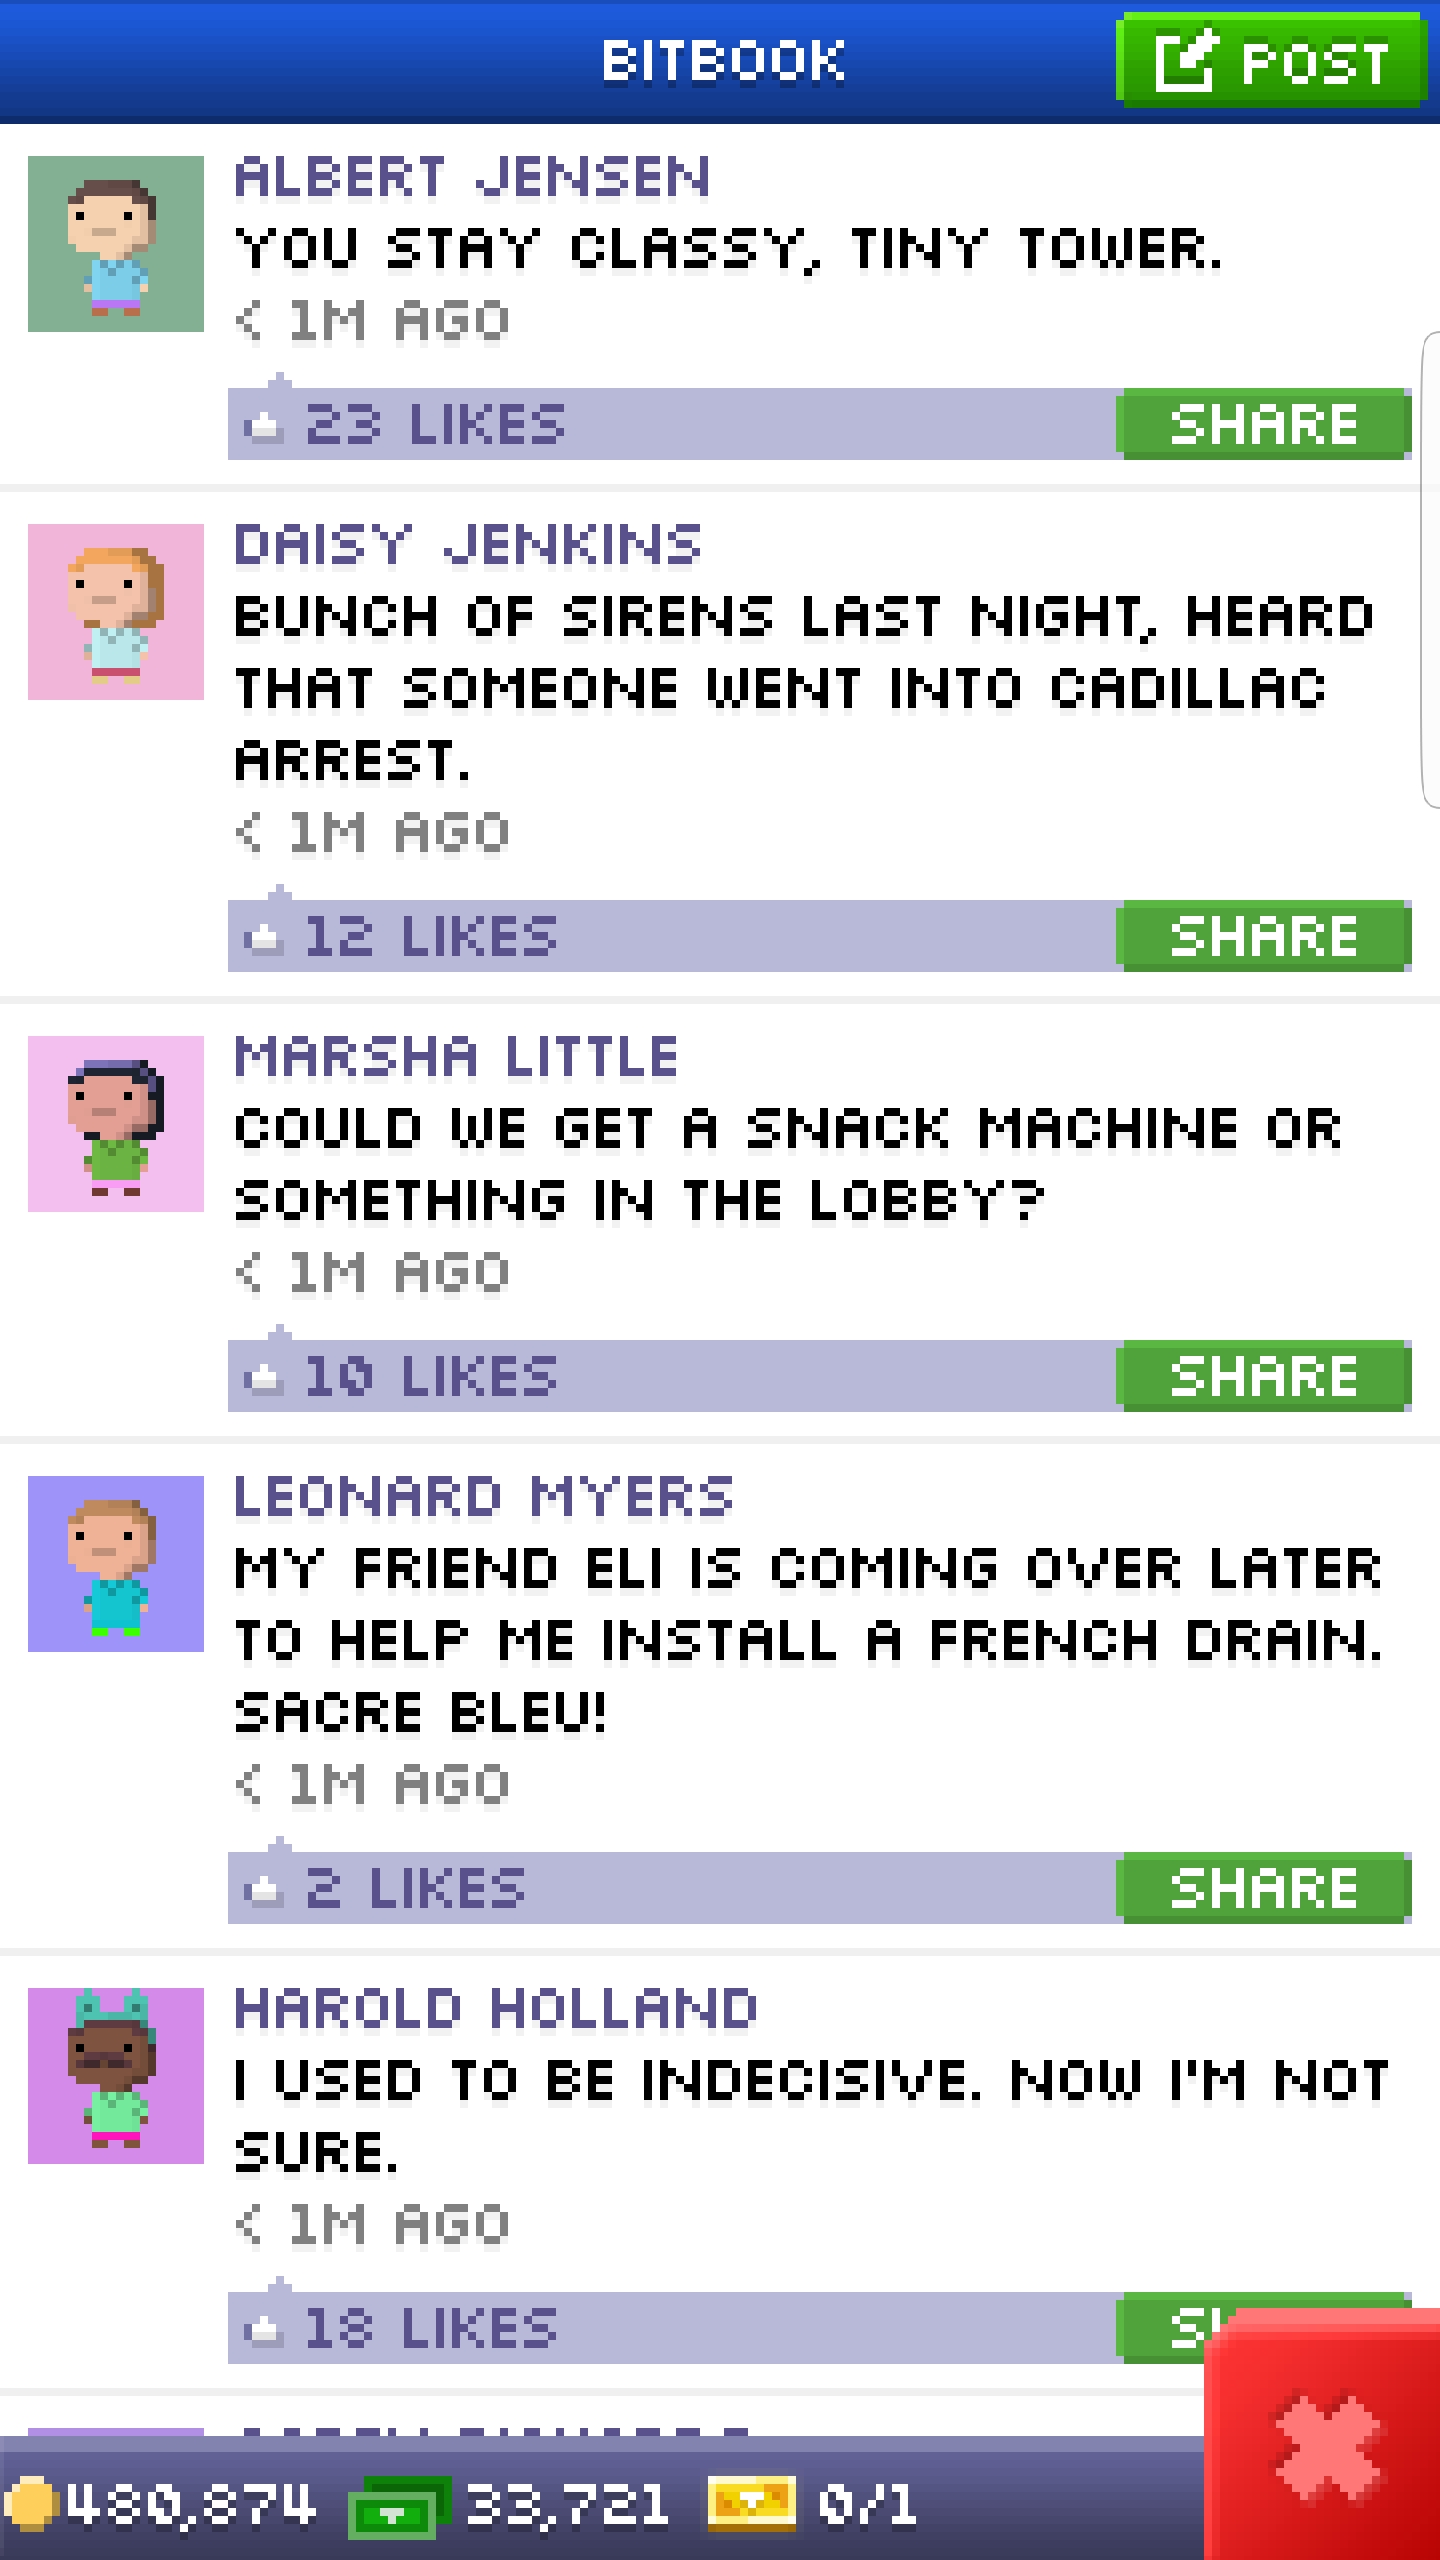 BITBOOK
POST
ALBERT JENSEN
YOU STAY CLASSY, TINY TOWER.
< 1M AGO
23 LIKES
SHARE
DAISY JENKINS
BUNCH OF SIRENS LAST NIGHT, HEARD
THAT SOMEONE WENT INTO CADILLAC
ARREST.
< 1M AGO
12 LIKES
SHARE
MARSHA LITTLE
COULD WE GET A SNACK MACHINE OR
SOMETHING IN THE LOBBY?
< 1M AGO
10 LIKES
SHARE
LEONARD MYERS
MY FRIEND ELI IS COMING OVER LATER
TO HELP ME INSTALL A FRENCH DRAIN.
SACRE BLEU!
< 1M AGO
2 LIKES
SHARE
HAROLD HOLLAND
I USED TO BE INDECISIVE. NOW I'M NOT
SURE.
< 1M AGO
18 LIKES
480,874 33,721 0/1